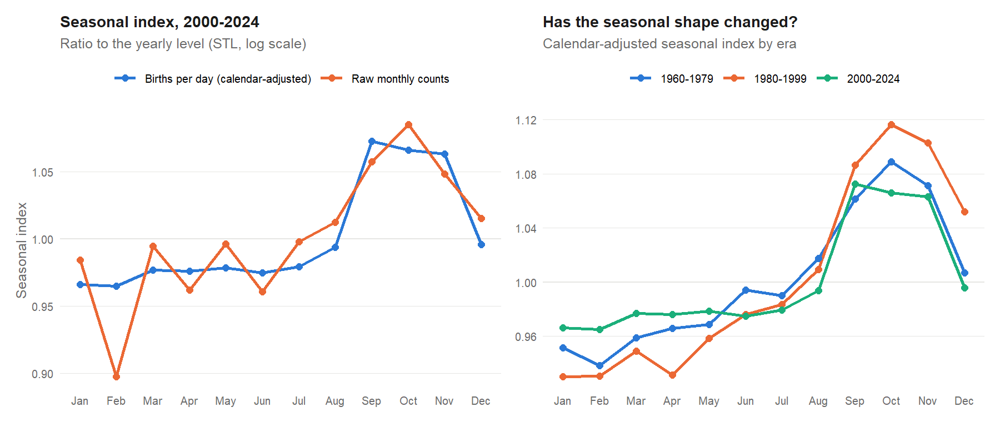 Seasonal index, 2000-2024
Ratio to the yearly level (STL, log scale)
Births per day (calendar-adjusted) Raw monthly counts
Seasonal index
1.05
1.00
0.95
0.90
Jan Feb Mar Apr May Jun Jul Aug Sep Oct Nov Dec
Has the seasonal shape changed?
Calendar-adjusted seasonal index by era
1960-1979 1980-1999 2000-2024
1.12
1.08
1.04
1.00
0.96
Jan Feb Mar Apr May Jun Jul Aug Sep Oct Nov Dec